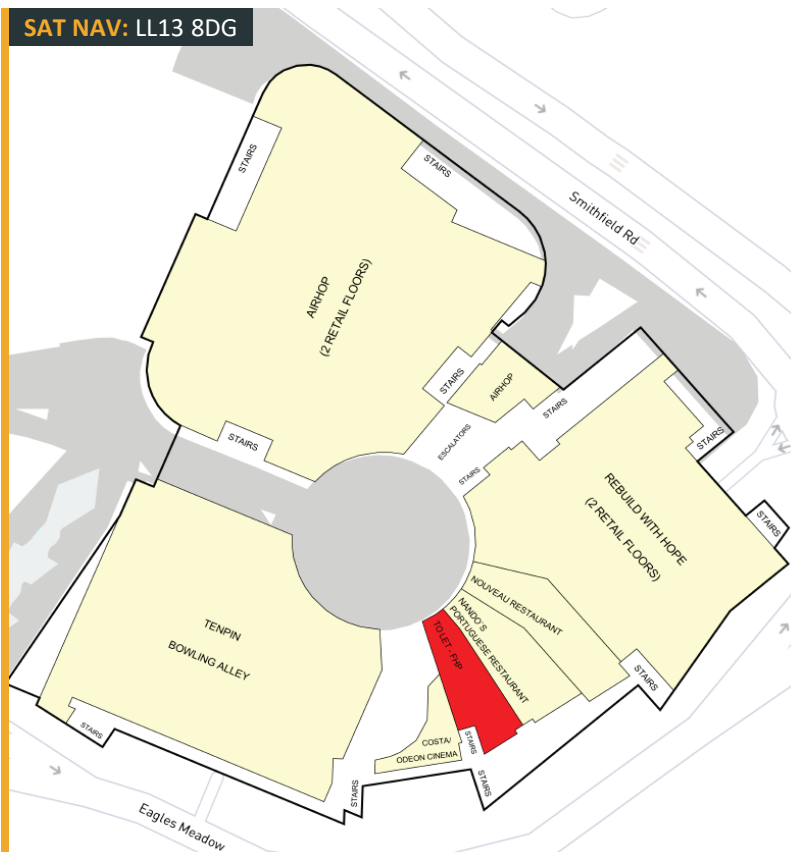 SAT NAV: LL13 8DG
STAIRS
STAIRS
Smithfield Rd
AIRHOP
(2 RETAIL FLOORS)
STAIRS
AIRHOP
STAIRS
STAIRS
ESCALATORS
STAIRS
STAIRS
REBUILD WITH HOPE
(2 RETAIL FLOORS)
STAIRS
NOUVEAU RESTAURANT
NANDO'S
PORTUGUESE RESTAURANT
TO LET - FHP
TENPIN
BOWLING ALLEY
STAIRS
STAIRS
COSTA/
ODEON CINEMA
STAIRS
STAIRS
STAIRS
Eagles Meadow